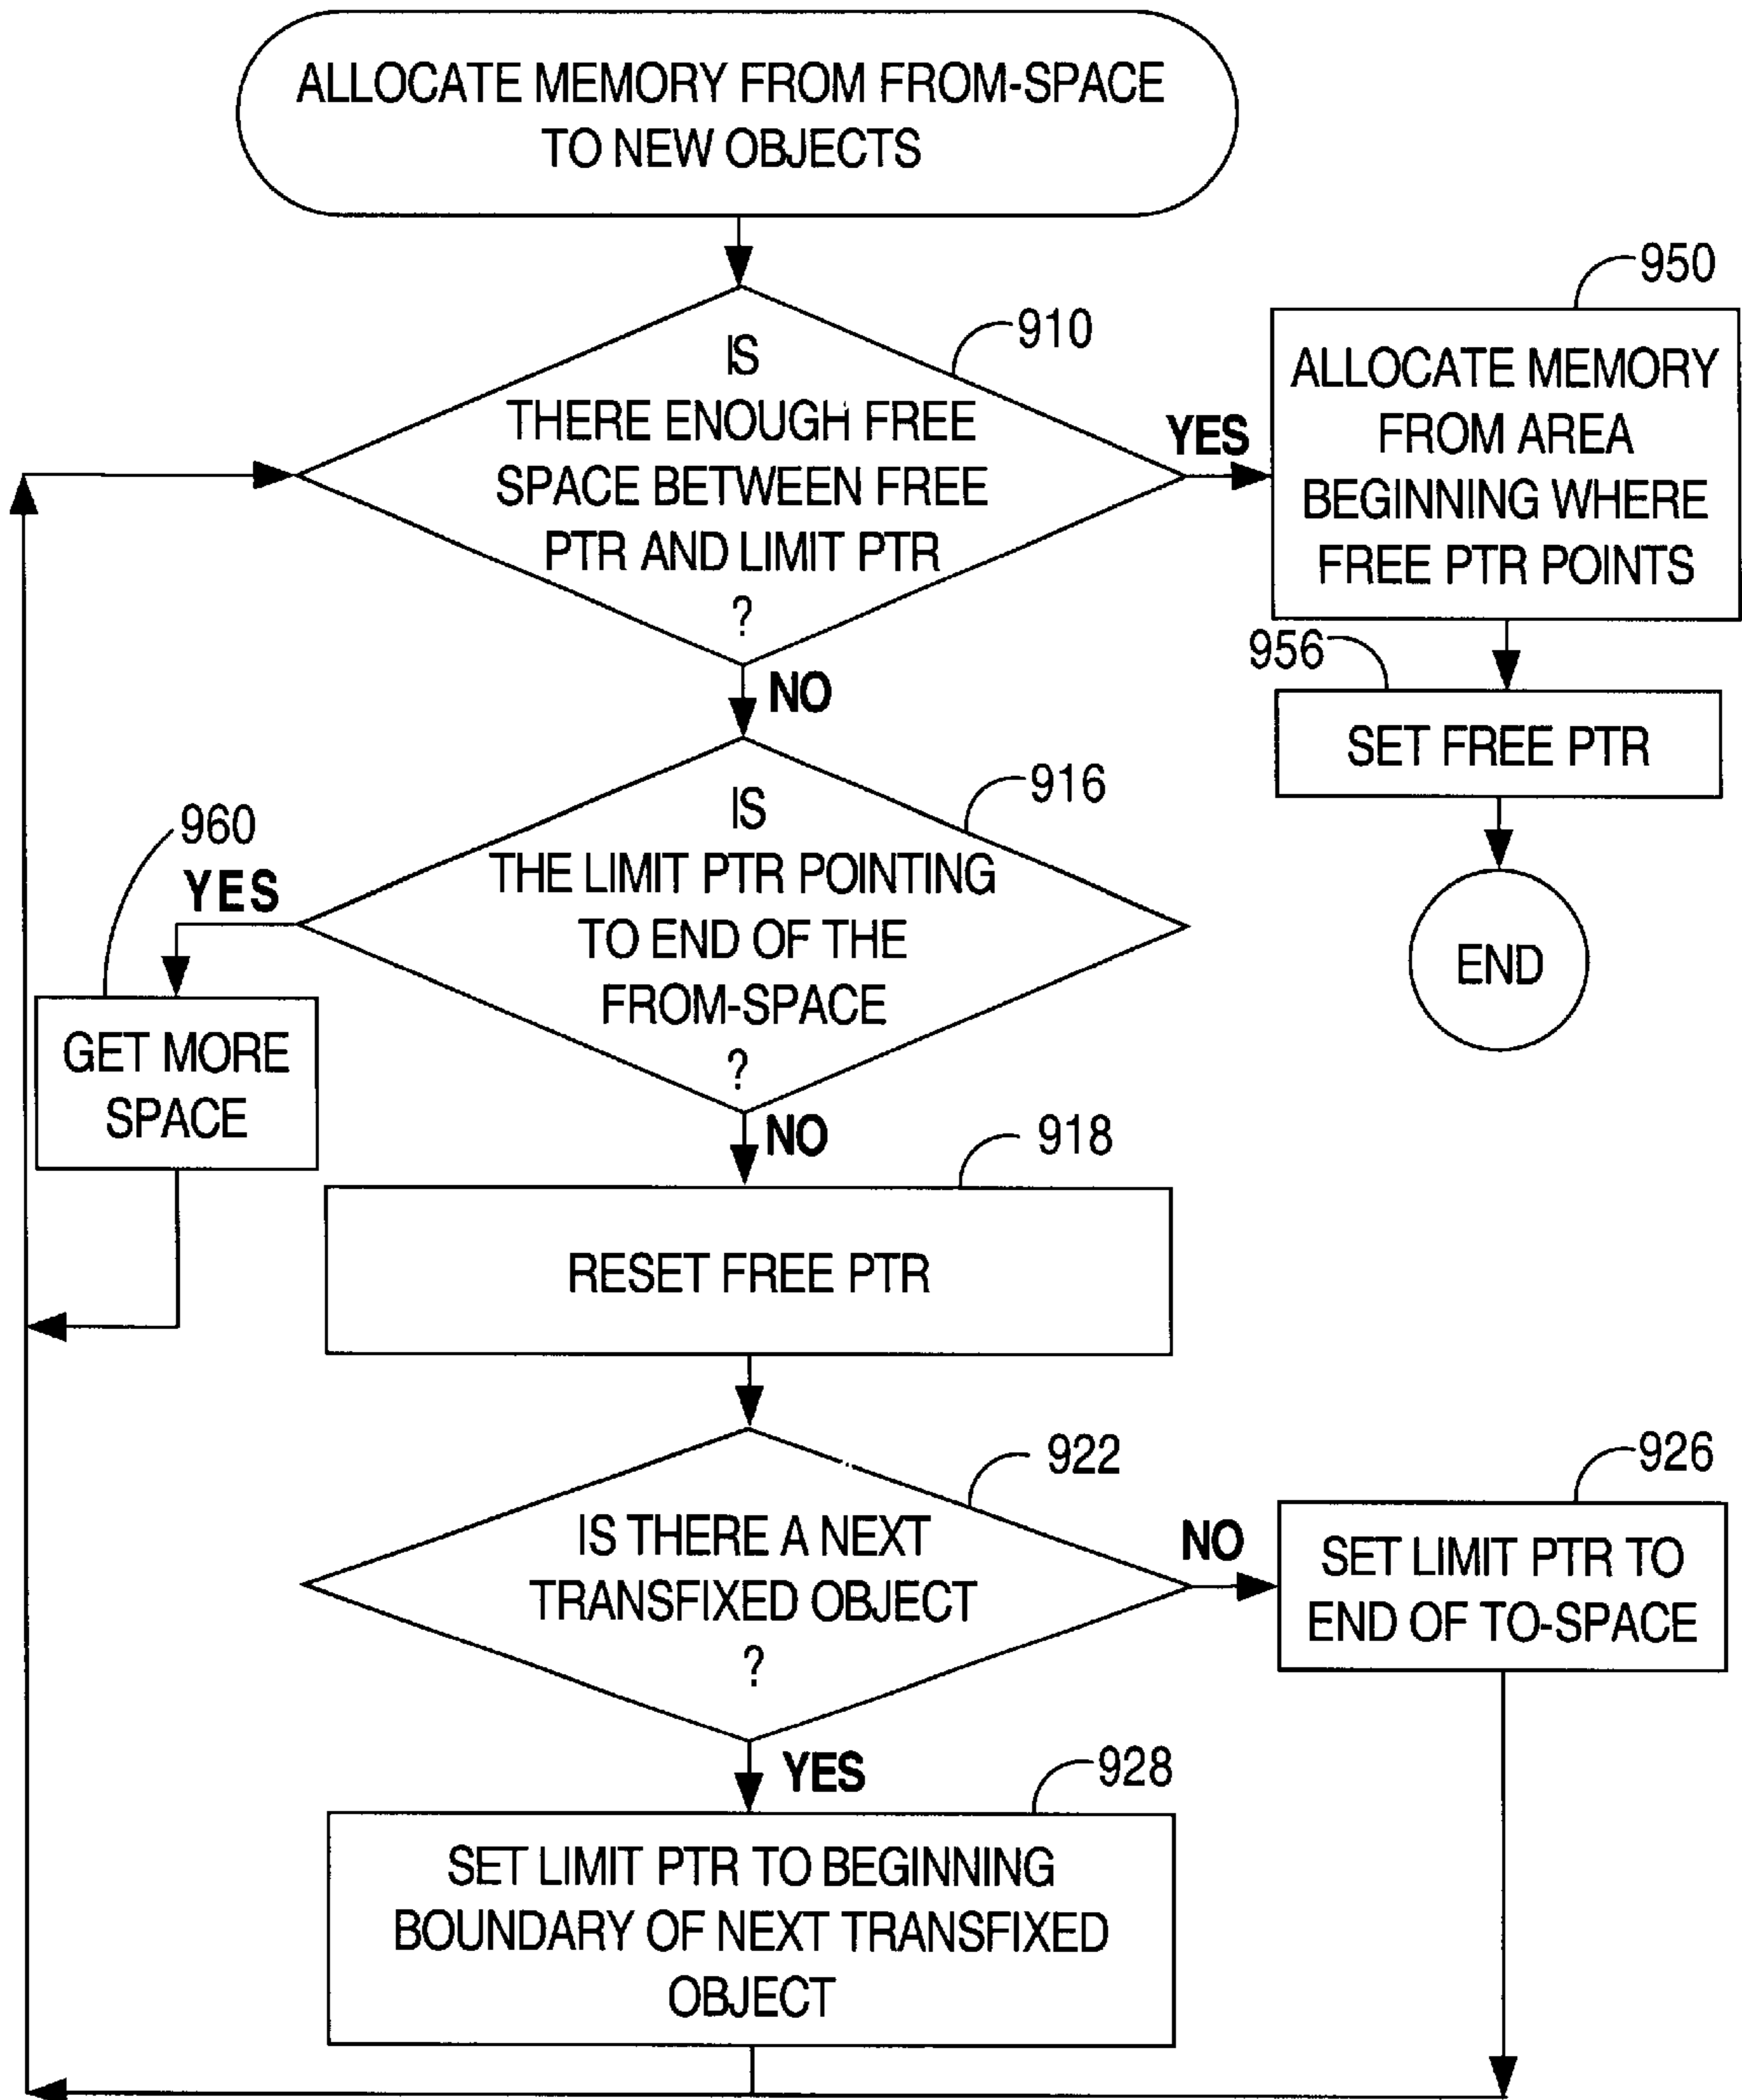 ALLOCATE MEMORY FROM FROM-SPACE
TO NEW OBJECTS
910
IS
THERE ENOUGH FREE
SPACE BETWEEN FREE
PTR AND LIMIT PTR
?
YES
950
ALLOCATE MEMORY
FROM AREA
BEGINNING WHERE
FREE PTR POINTS
956
SET FREE PTR
END
NO
916
IS
THE LIMIT PTR POINTING
TO END OF THE
FROM-SPACE
?
YES
960
GET MORE
SPACE
NO
918
RESET FREE PTR
922
IS THERE A NEXT
TRANSFIXED OBJECT
?
NO
926
SET LIMIT PTR TO
END OF TO-SPACE
YES
928
SET LIMIT PTR TO BEGINNING
BOUNDARY OF NEXT TRANSFIXED
OBJECT